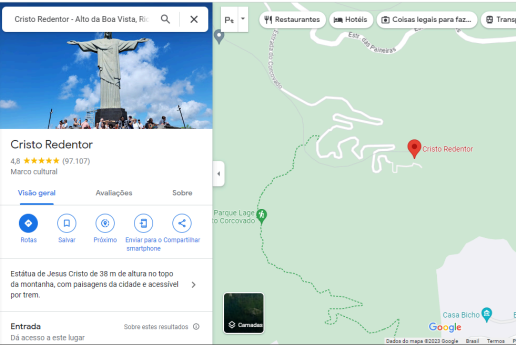 Cristo Redentor - Alto da Boa Vista, Ri
Restaurantes
Hotéis
Coisas legais para faz...
Transp
Cristo Redentor
4,8 (97.107)
Marco cultural
Visão geral
Avaliações
Sobre
Rotas
Salvar
Próximo
Enviar para o smartphone
Compartilhar
Estátua de Jesus Cristo de 38 m de altura no topo
da montanha, com paisagens da cidade e acessível
por trem.
Entrada
Sobre estes resultados
Dá acesso a este lugar
Estr. das Paineiras
Estrada do Corcovado
Cristo Redentor
Parque Lage
to Corcovado
Casa Bicho
Camadas
Google
Dados do mapa ©2023 Google
Brasil
Termos
P